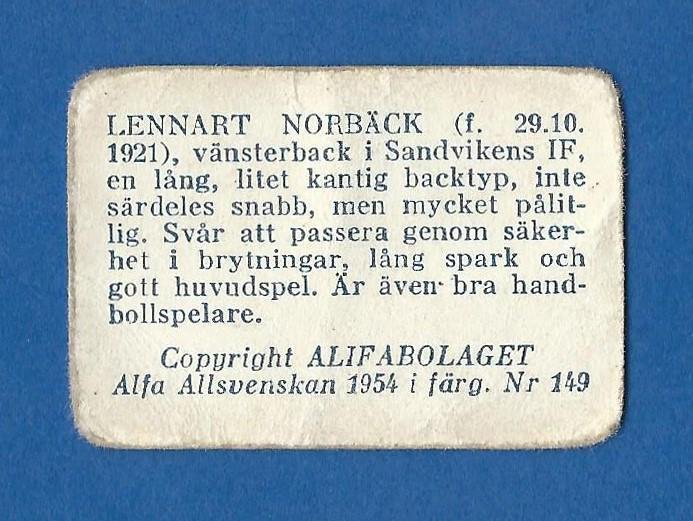 LENNART NORBÄCK (f. 29.10.
1921), vänsterback i Sandvikens IF,
en lång, litet kantig backtyp, inte
särdeles snabb, men mycket pålit-
lig. Svår att passera genom säker-
het i brytningar, lång spark och
gott huvudspel. Är även bra hand-
bollspelare.
Copyright ALIFABOLAGET
Alfa Allsvenskan 1954 i färg. Nr 149